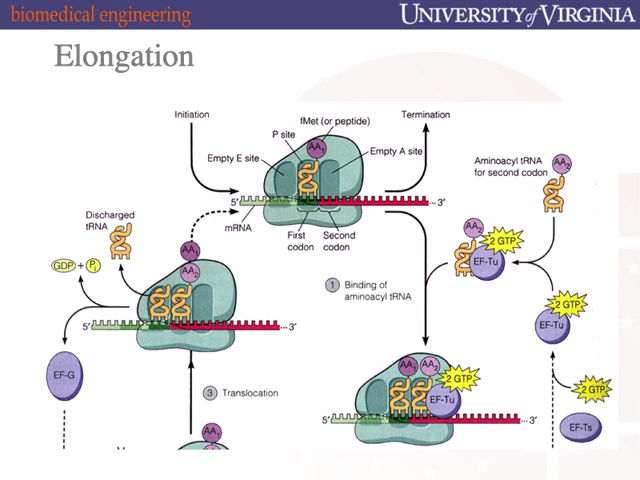 biomedical engineering
UNIVERSITY of VIRGINIA
Elongation
Initiation
Termination
fMet (or peptide)
P site
AA1
Empty E site
Empty A site
5′
3′
mRNA
First codon
Second codon
Aminoacyl tRNA
for second codon
AA2
AA2
2 GTP
EF-Tu
Discharged
tRNA
GDP + Pi
AA1
AA2
5′
3′
1 Binding of
aminoacyl tRNA
2 GTP
EF-Tu
EF-G
3 Translocation
AA1
AA1 AA2
2 GTP
EF-Tu
5′
3′
2 GTP
EF-Ts